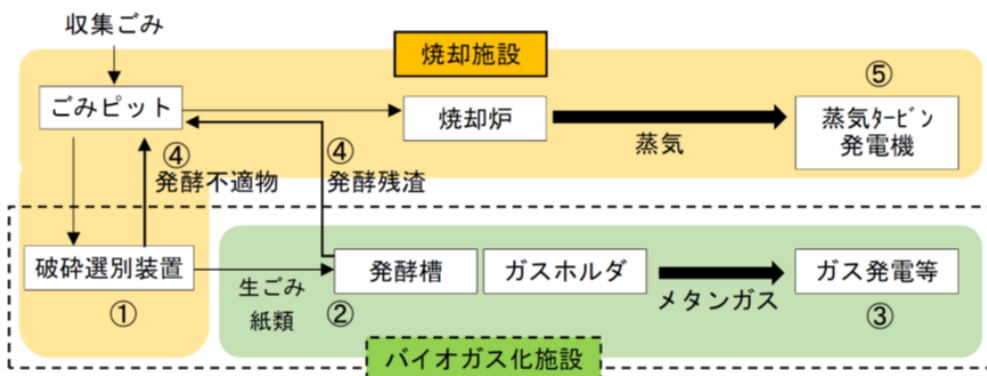 収集ごみ
焼却施設
⑤
ごみピット
焼却炉
蒸気
蒸気ﾀｰﾋﾞﾝ
発電機
④
発酵不適物
④
発酵残渣
破砕選別装置
①
生ごみ
紙類
②
発酵槽
ガスホルダ
メタンガス
ガス発電等
③
バイオガス化施設